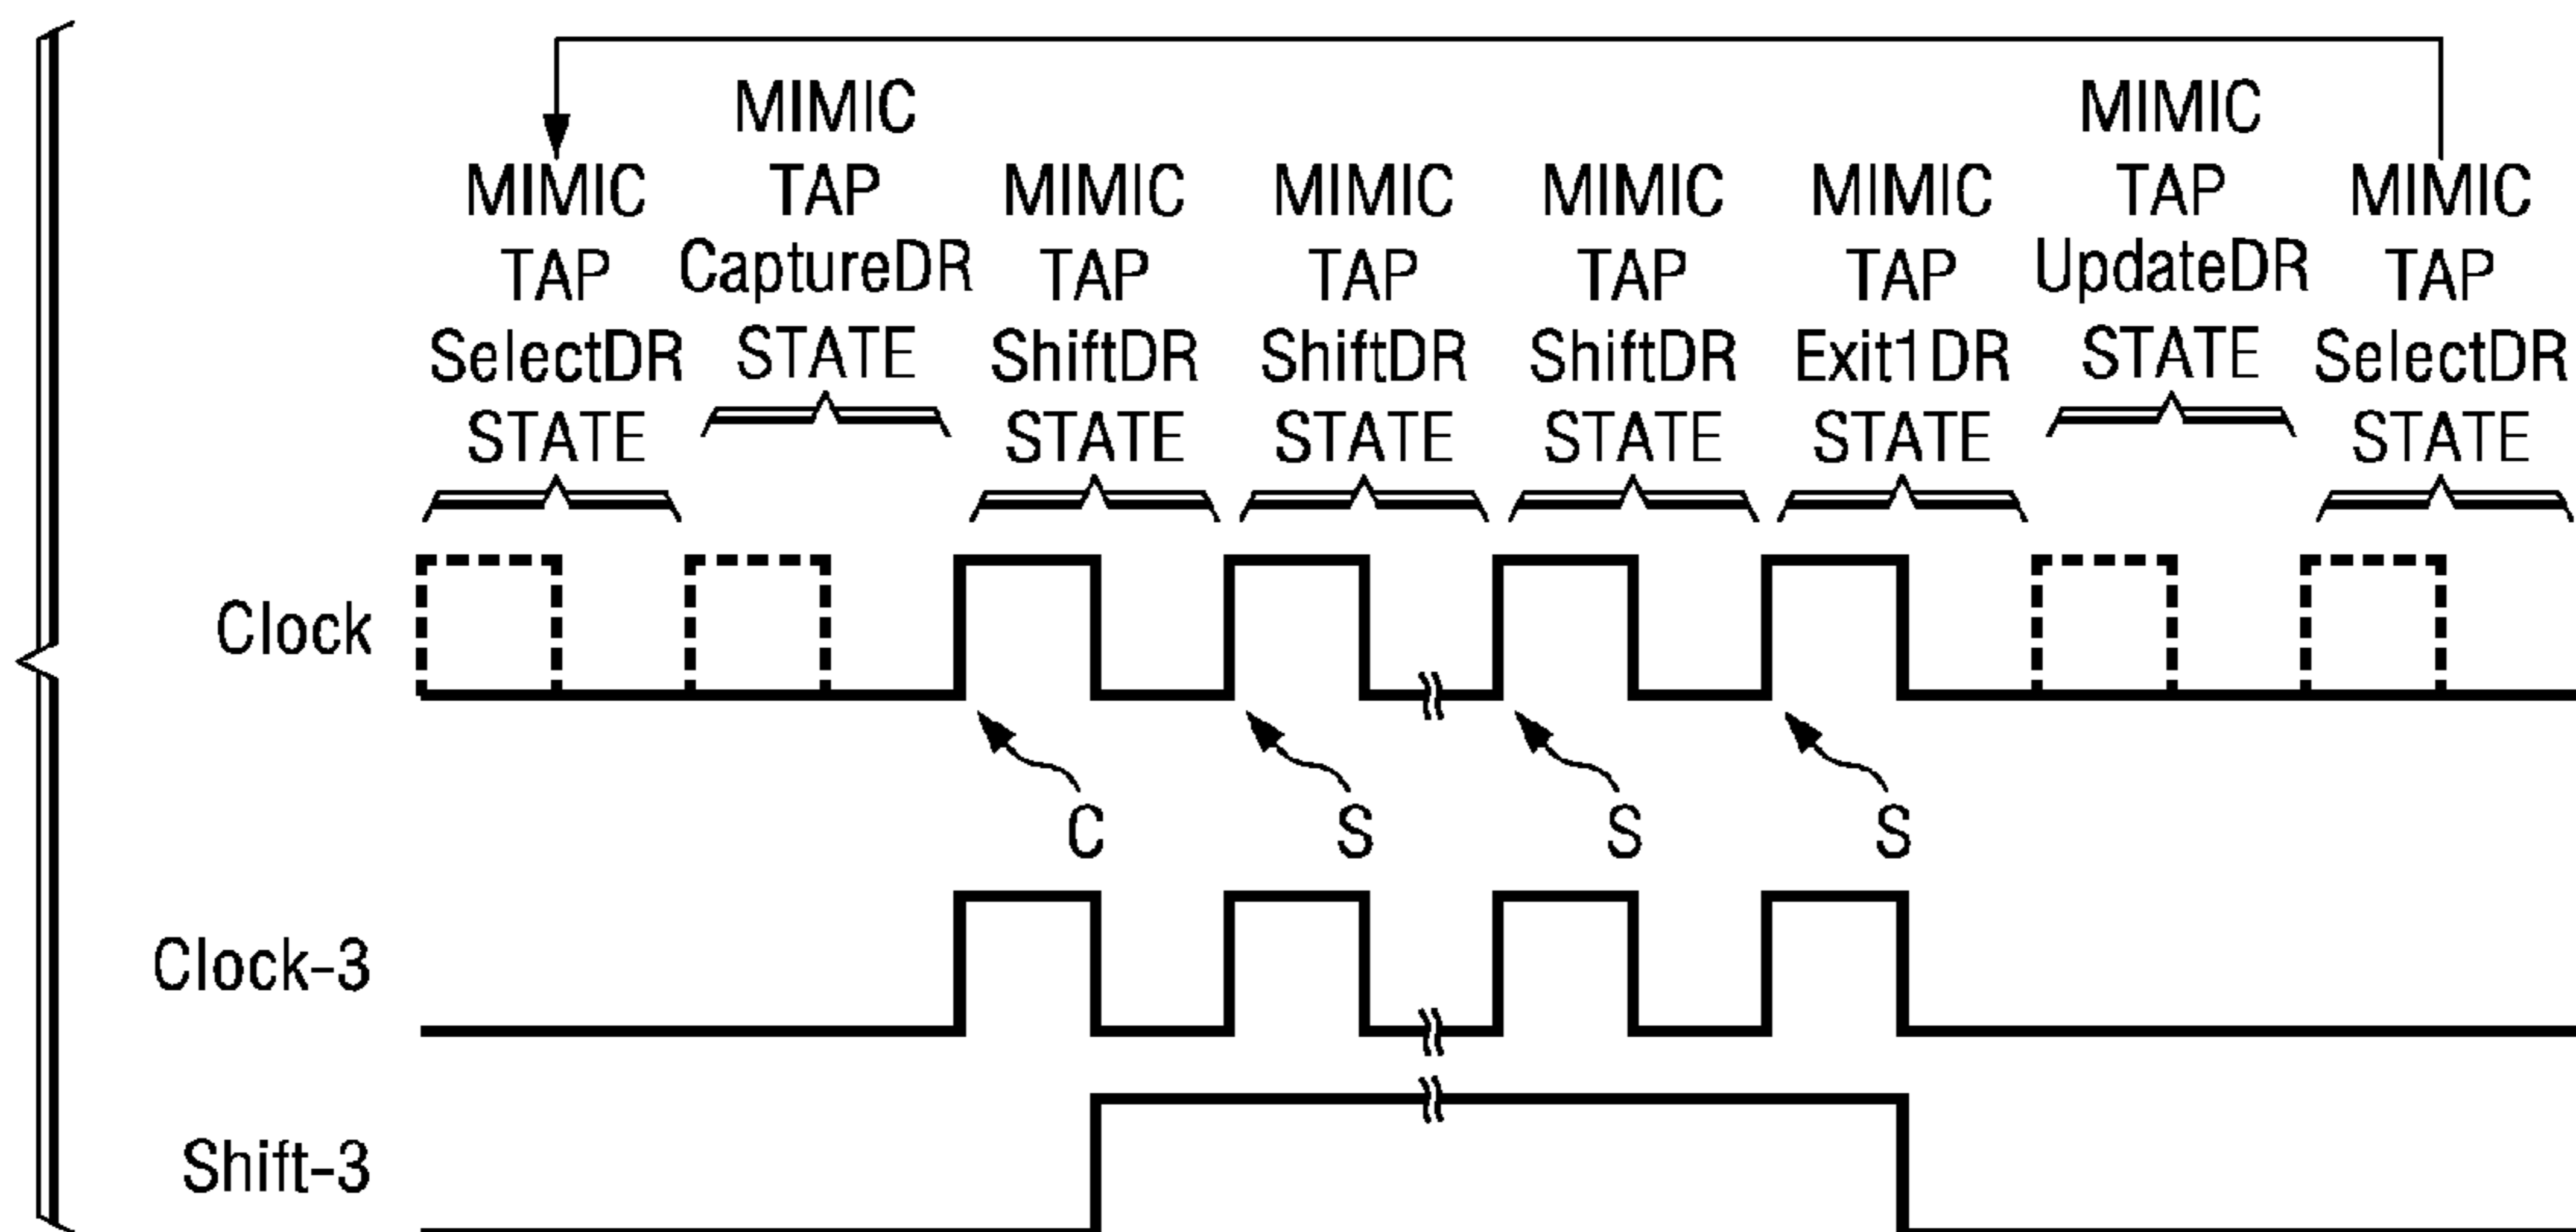 MIMIC
TAP
SelectDR
STATE
MIMIC
TAP
CaptureDR
STATE
MIMIC
TAP
ShiftDR
STATE
MIMIC
TAP
ShiftDR
STATE
MIMIC
TAP
ShiftDR
STATE
MIMIC
TAP
Exit1DR
STATE
MIMIC
TAP
UpdateDR
STATE
MIMIC
TAP
SelectDR
STATE
Clock
C
S
S
S
Clock-3
Shift-3